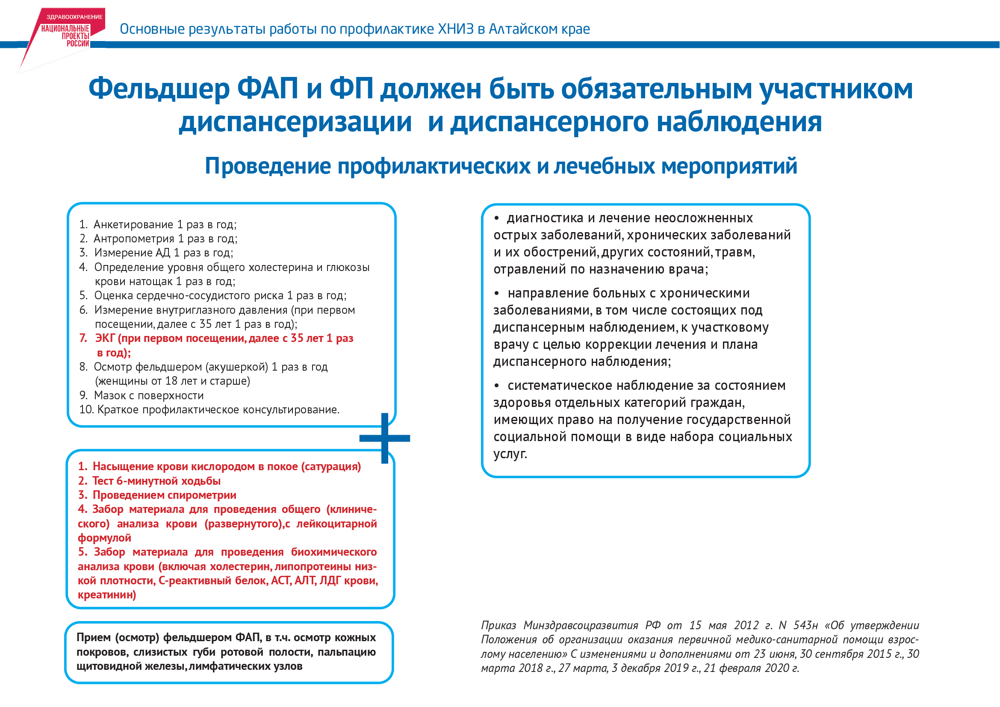 ЗДРАВООХРАНЕНИЕ
НАЦИОНАЛЬНЫЕ
ПРОЕКТЫ
РОССИИ
Основные результаты работы по профилактике ХНИЗ в Алтайском крае
Фельдшер ФАП и ФП должен быть обязательным участником
диспансеризации и диспансерного наблюдения
Проведение профилактических и лечебных мероприятий
1. Анкетирование 1 раз в год;
2. Антропометрия 1 раз в год;
3. Измерение АД 1 раз в год;
4. Определение уровня общего холестерина и глюкозы
крови натощак 1 раз в год;
5. Оценка сердечно-сосудистого риска 1 раз в год;
6. Измерение внутриглазного давления (при первом
посещении, далее с 35 лет 1 раз в год);
7. ЭКГ (при первом посещении, далее с 35 лет 1 раз
в год);
8. Осмотр фельдшером (акушеркой) 1 раз в год
(женщины от 18 лет и старше)
9. Мазок с поверхности
10. Краткое профилактическое консультирование.
1. Насыщение крови кислородом в покое (сатурация)
2. Тест 6-минутной ходьбы
3. Проведением спирометрии
4. Забор материала для проведения общего (клиниче-
ского) анализа крови (развернутого),с лейкоцитарной
формулой
5. Забор материала для проведения биохимического
анализа крови (включая холестерин, липопротеины низ-
кой плотности, С-реактивный белок, АСТ, АЛТ, ЛДГ крови,
креатинин)
Прием (осмотр) фельдшером ФАП, в т.ч. осмотр кожных
покровов, слизистых губи ротовой полости, пальпацию
щитовидной железы, лимфатических узлов
• диагностика и лечение неосложненных
острых заболеваний, хронических заболеваний
и их обострений, других состояний, травм,
отравлений по назначению врача;
• направление больных с хроническими
заболеваниями, в том числе состоящих под
диспансерным наблюдением, к участковому
врачу с целью коррекции лечения и плана
диспансерного наблюдения;
• систематическое наблюдение за состоянием
здоровья отдельных категорий граждан,
имеющих право на получение государственной
социальной помощи в виде набора социальных
услуг.
Приказ Минздравсоцразвития РФ от 15 мая 2012 г. N 543н «Об утверждении
Положения об организации оказания первичной медико-санитарной помощи взрос-
лому населению» С изменениями и дополнениями от 23 июня, 30 сентября 2015 г., 30
марта 2018 г., 27 марта, 3 декабря 2019 г., 21 февраля 2020 г.